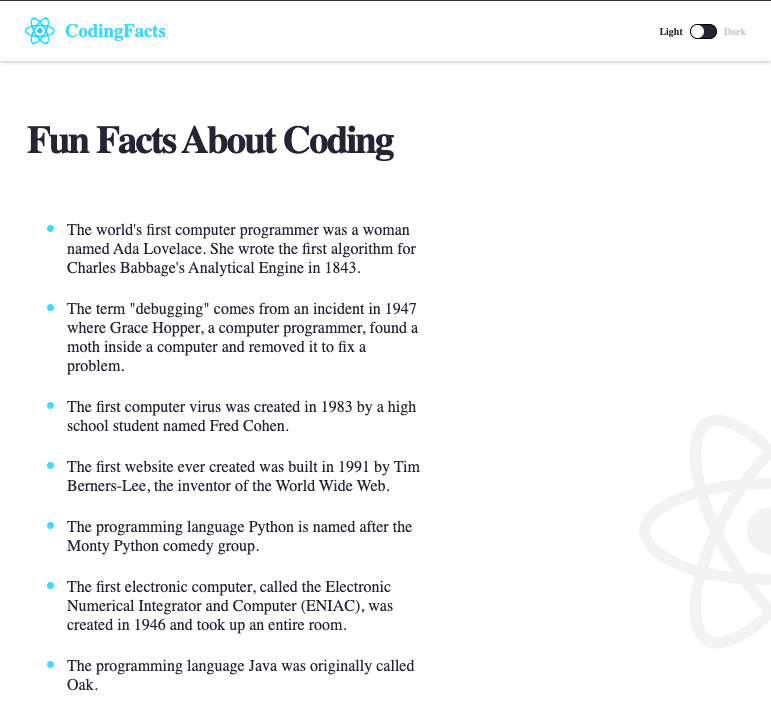 CodingFacts
Light
Dark
Fun Facts About Coding
The world's first computer programmer was a woman
named Ada Lovelace. She wrote the first algorithm for
Charles Babbage's Analytical Engine in 1843.
The term "debugging" comes from an incident in 1947
where Grace Hopper, a computer programmer, found a
moth inside a computer and removed it to fix a
problem.
The first computer virus was created in 1983 by a high
school student named Fred Cohen.
The first website ever created was built in 1991 by Tim
Berners-Lee, the inventor of the World Wide Web.
The programming language Python is named after the
Monty Python comedy group.
The first electronic computer, called the Electronic
Numerical Integrator and Computer (ENIAC), was
created in 1946 and took up an entire room.
The programming language Java was originally called
Oak.